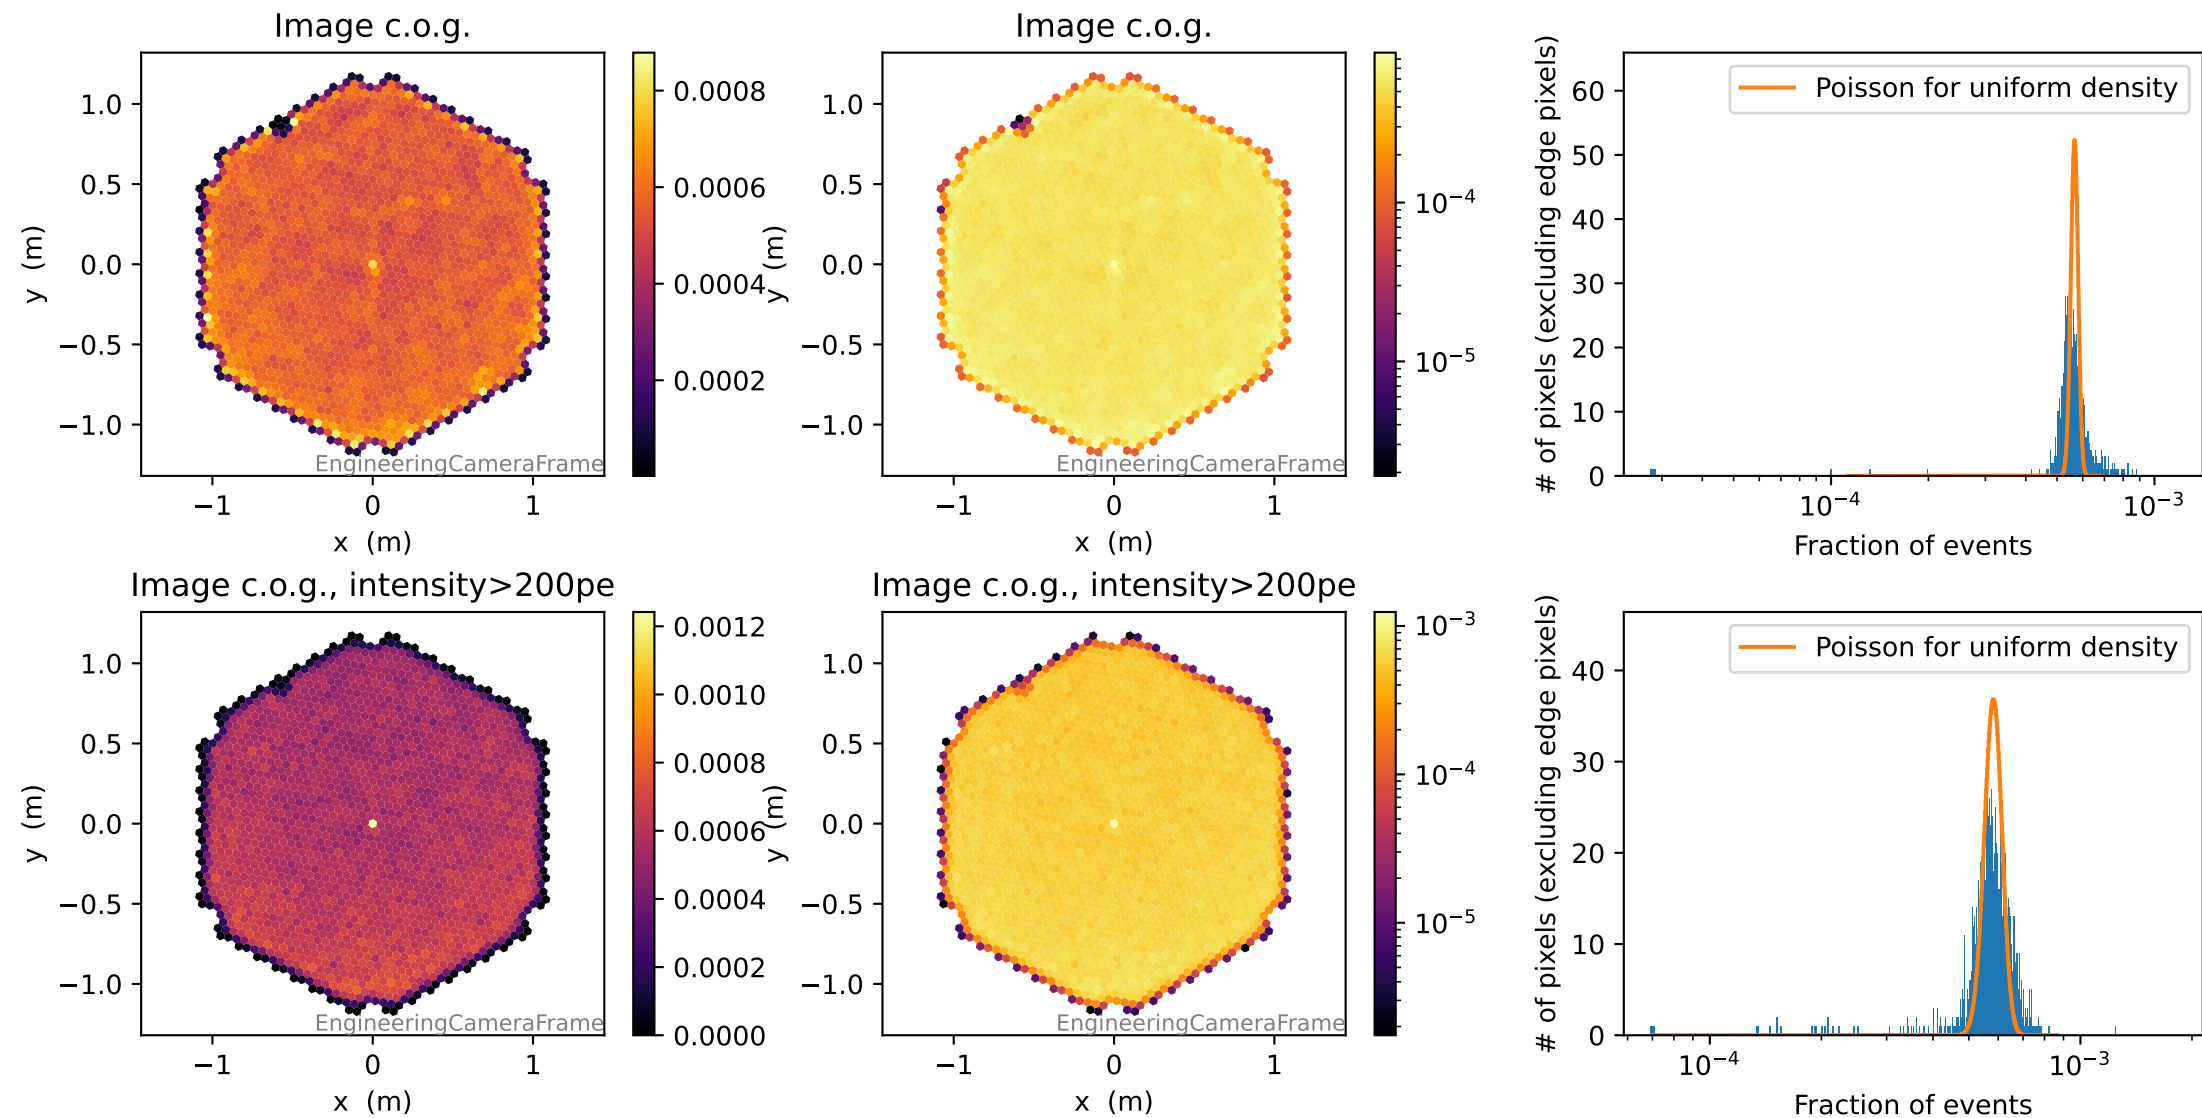 Image c.o.g.
1.0
0.5
0.0
−0.5
−1.0
y (m)
−1
0
1
x (m)
EngineeringCameraFrame
0.0008
0.0006
0.0004
0.0002
Image c.o.g.
1.0
0.5
0.0
−0.5
−1.0
y (m)
−1
0
1
x (m)
EngineeringCameraFrame
10⁻⁴
10⁻⁵
# of pixels (excluding edge pixels)
60
50
40
30
20
10
0
Poisson for uniform density
10⁻⁴
10⁻³
Fraction of events
Image c.o.g., intensity>200pe
1.0
0.5
0.0
−0.5
−1.0
y (m)
−1
0
1
x (m)
EngineeringCameraFrame
0.0012
0.0010
0.0008
0.0006
0.0004
0.0002
0.0000
Image c.o.g., intensity>200pe
1.0
0.5
0.0
−0.5
−1.0
y (m)
−1
0
1
x (m)
EngineeringCameraFrame
10⁻³
10⁻⁴
10⁻⁵
# of pixels (excluding edge pixels)
40
30
20
10
0
Poisson for uniform density
10⁻⁴
10⁻³
Fraction of events